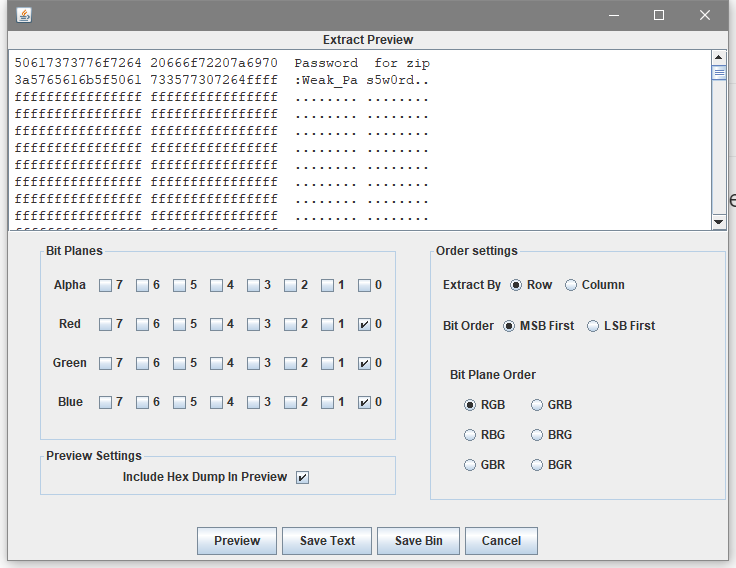 Extract Preview
50617373776f7264 20666f72207a6970 Password  for zip
3a5765616b5f5061 733577307264ffff :Weak_Pa s5w0rd..
ffffffffffffffff ffffffffffffffff ........ ........
ffffffffffffffff ffffffffffffffff ........ ........
ffffffffffffffff ffffffffffffffff ........ ........
ffffffffffffffff ffffffffffffffff ........ ........
ffffffffffffffff ffffffffffffffff ........ ........
ffffffffffffffff ffffffffffffffff ........ ........
ffffffffffffffff ffffffffffffffff ........ ........
ffffffffffffffff ffffffffffffffff ........ ........
Bit Planes
Alpha 7 6 5 4 3 2 1 0
Red 7 6 5 4 3 2 1 0
Green 7 6 5 4 3 2 1 0
Blue 7 6 5 4 3 2 1 0
Preview Settings
Include Hex Dump In Preview
Order settings
Extract By Row Column
Bit Order MSB First LSB First
Bit Plane Order
RGB GRB
RBG BRG
GBR BGR
Preview Save Text Save Bin Cancel